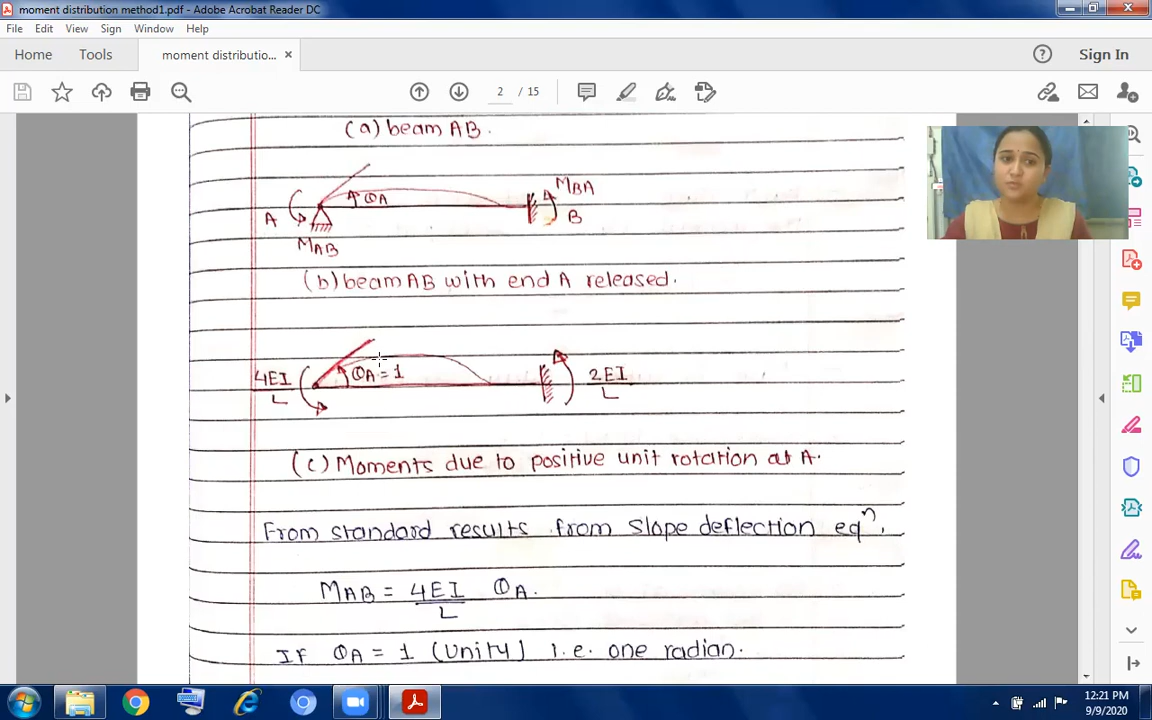 moment distribution method1.pdf - Adobe Acrobat Reader DC
File Edit View Sign Window Help
Home Tools moment distributio... × ? Sign In
2 / 15
(a) beam AB.
A MAB θA MBA B
(b) beam AB with end A released.
4EI/L θA = 1 2EI/L
(c) Moments due to positive unit rotation at A.
From standard results from slope deflection eqⁿ.
MAB = 4EI/L θA.
If θA = 1 (Unity) i.e. one radian.
12:21 PM
9/9/2020